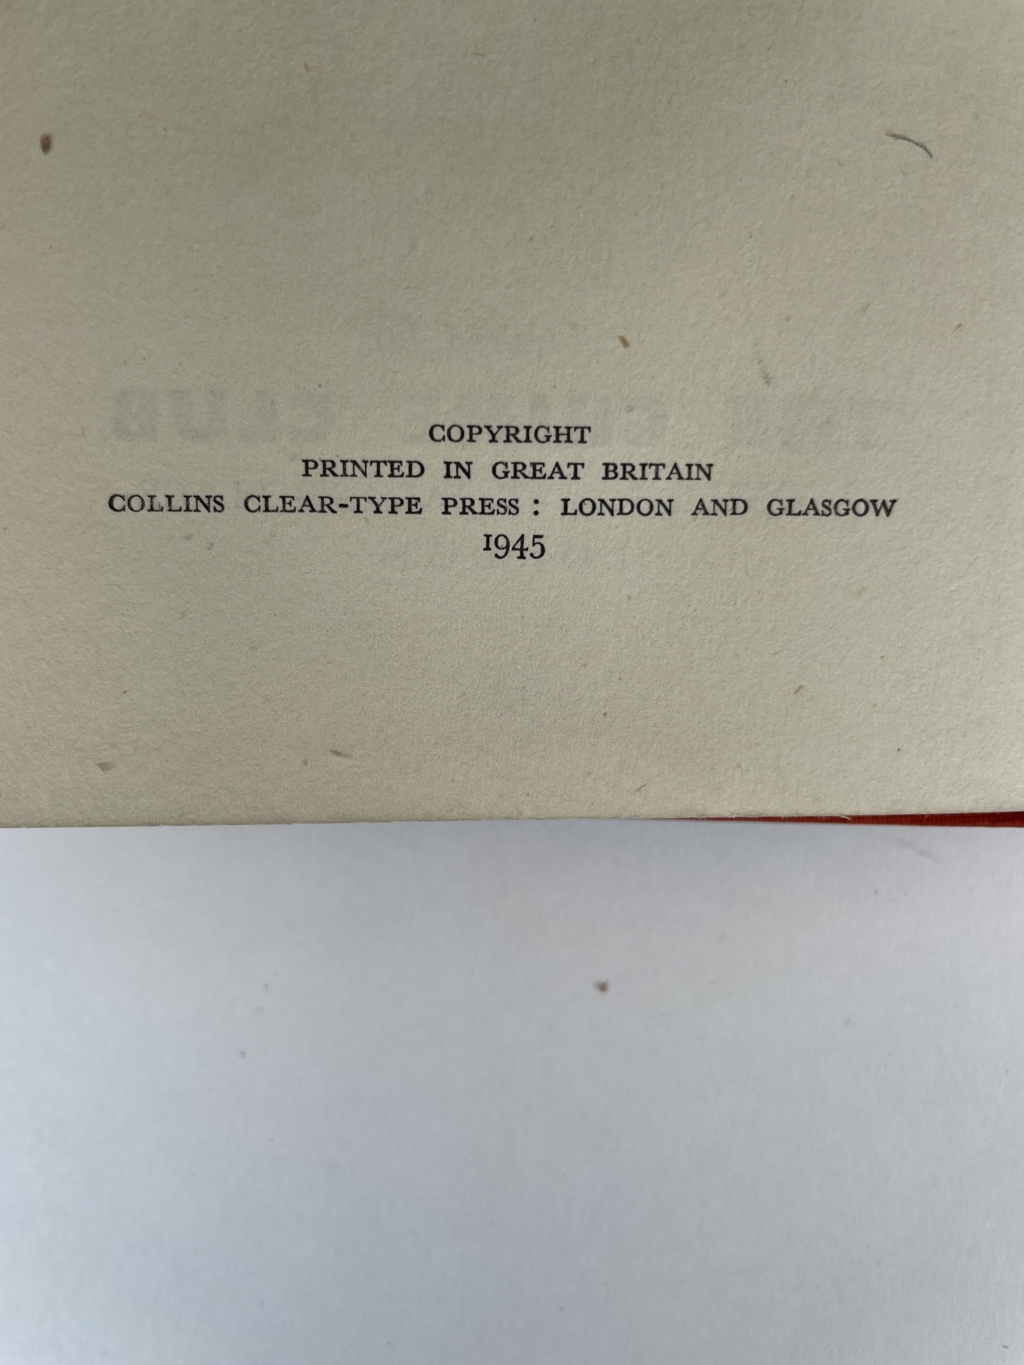 COPYRIGHT
PRINTED IN GREAT BRITAIN
COLLINS CLEAR-TYPE PRESS : LONDON AND GLASGOW
1945